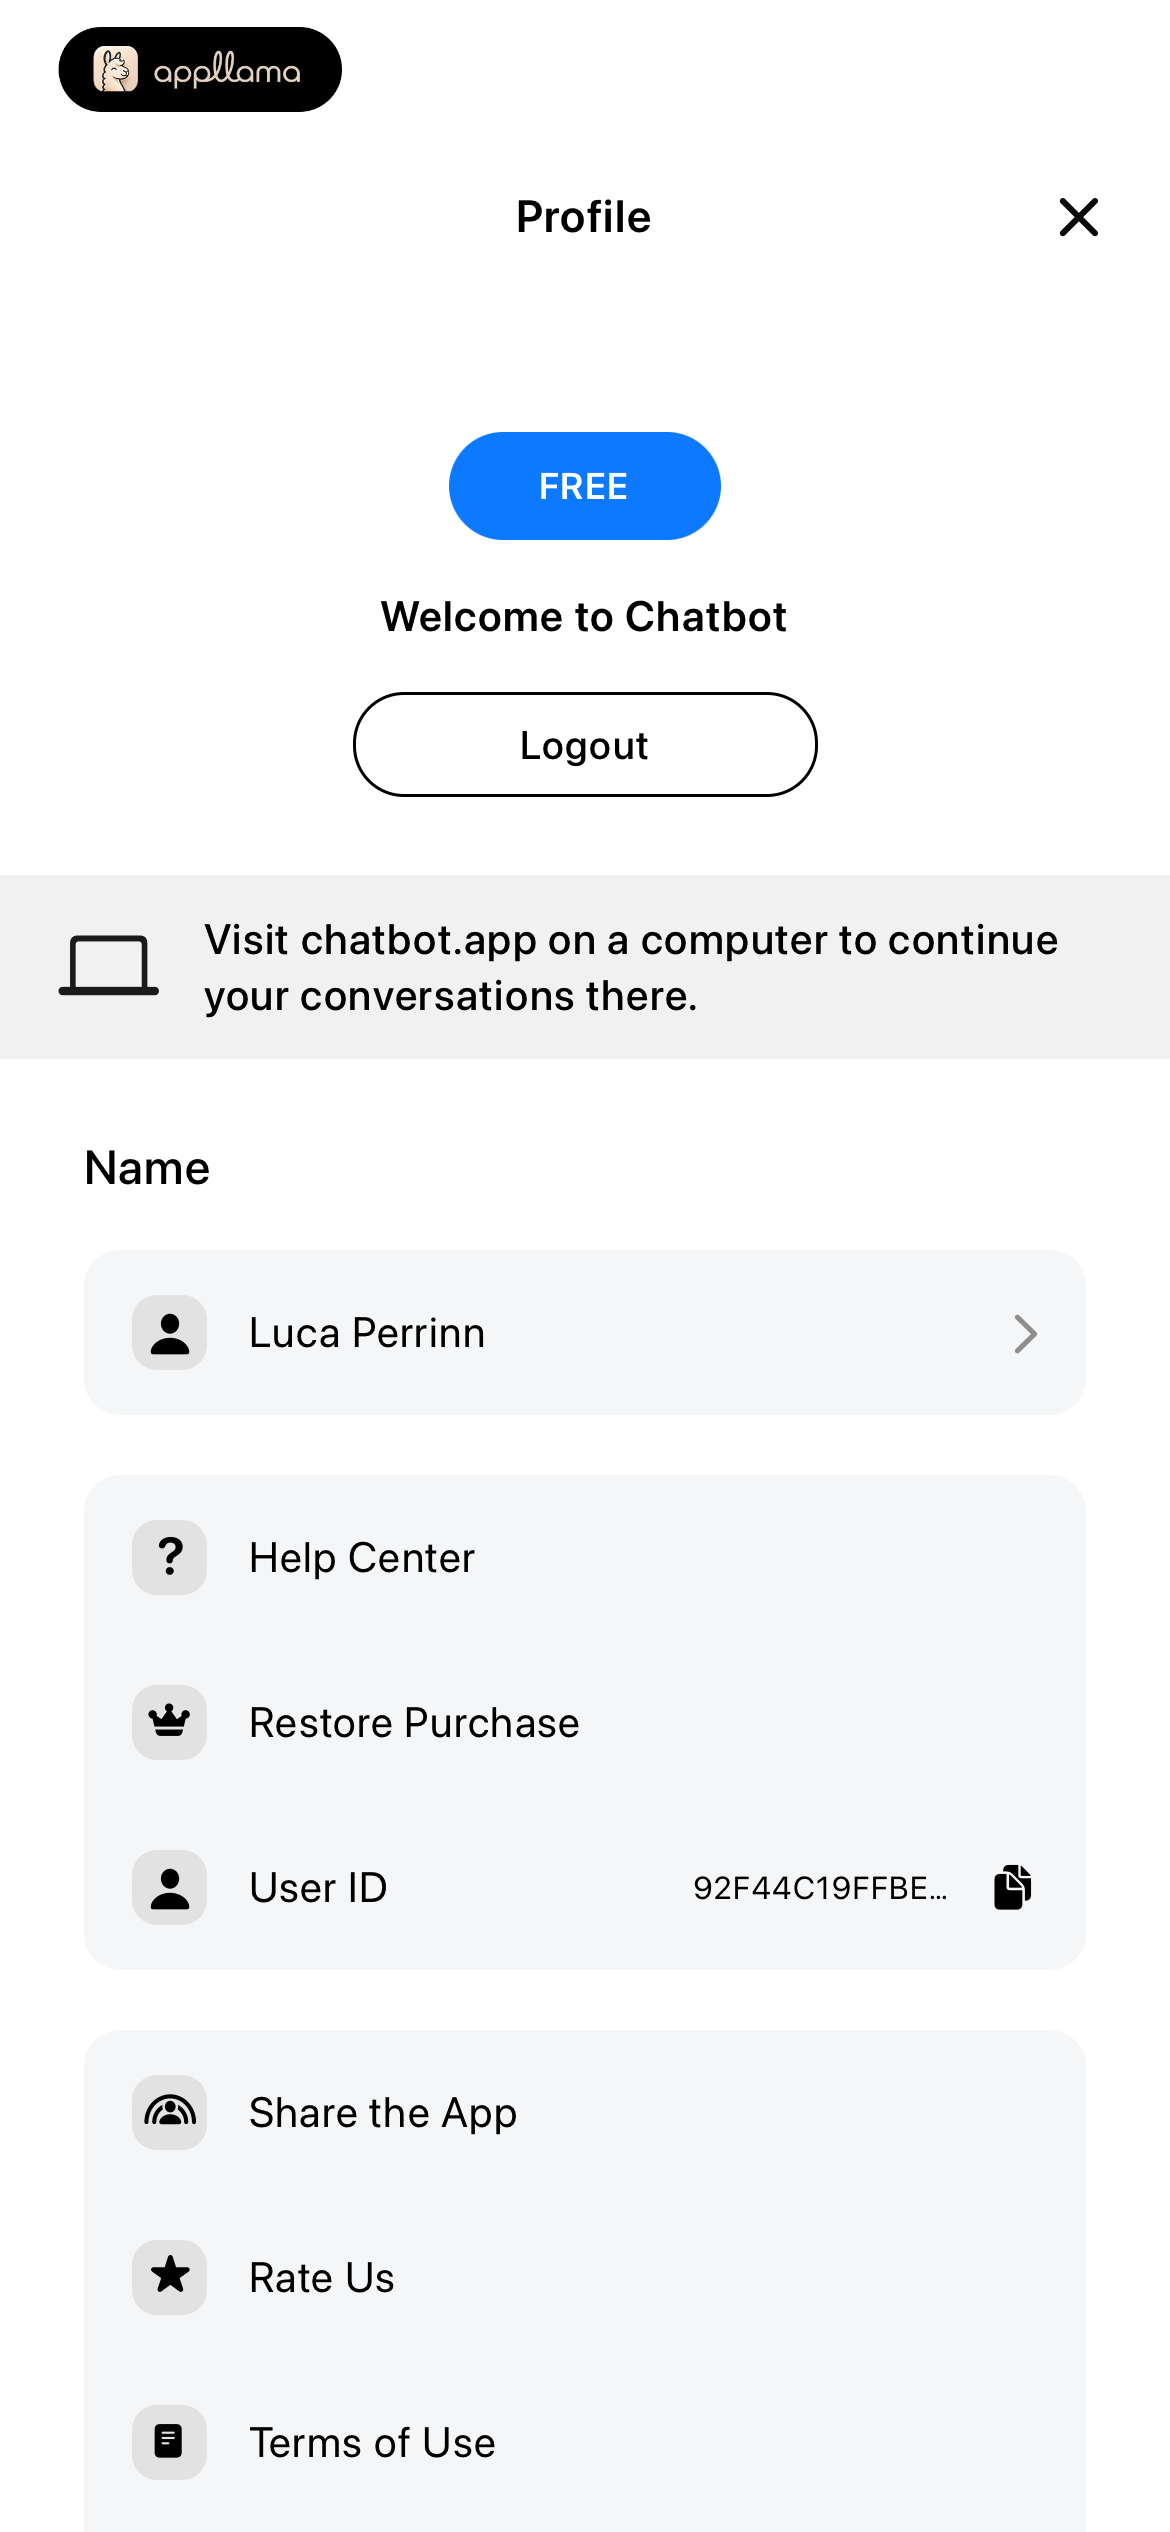 appllama
Profile
FREE
Welcome to Chatbot
Logout
Visit chatbot.app on a computer to continue
your conversations there.
Name
Luca Perrinn
Help Center
Restore Purchase
User ID 92F44C19FFBE...
Share the App
Rate Us
Terms of Use